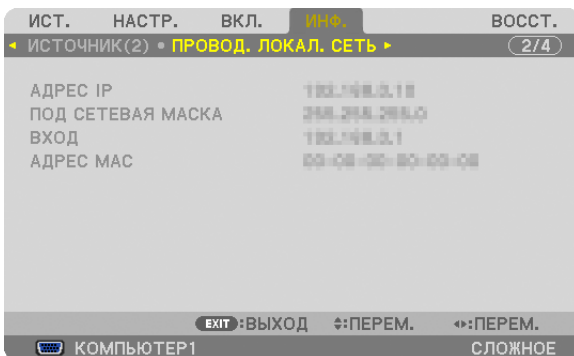 ИСТ. НАСТР. ВКЛ. ИНФ. ВОССТ.
ИСТОЧНИК(2) • ПРОВОД. ЛОКАЛ. СЕТЬ 2/4
АДРЕС IP
ПОД СЕТЕВАЯ МАСКА
ВХОД
АДРЕС MAC
EXIT:ВЫХОД :ПЕРЕМ. :ПЕРЕМ.
КОМПЬЮТЕР1 СЛОЖНОЕ